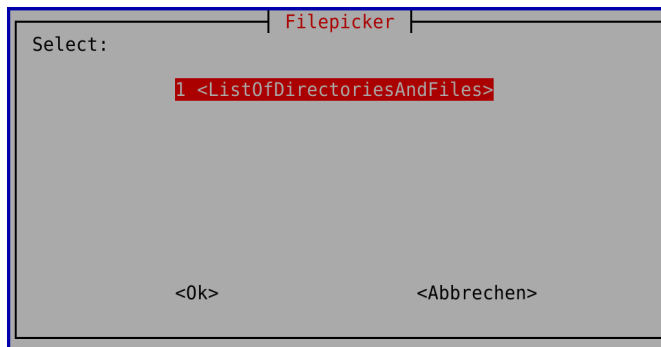 Filepicker
Select:
1 <ListOfDirectoriesAndFiles>
<Ok> <Abbrechen>